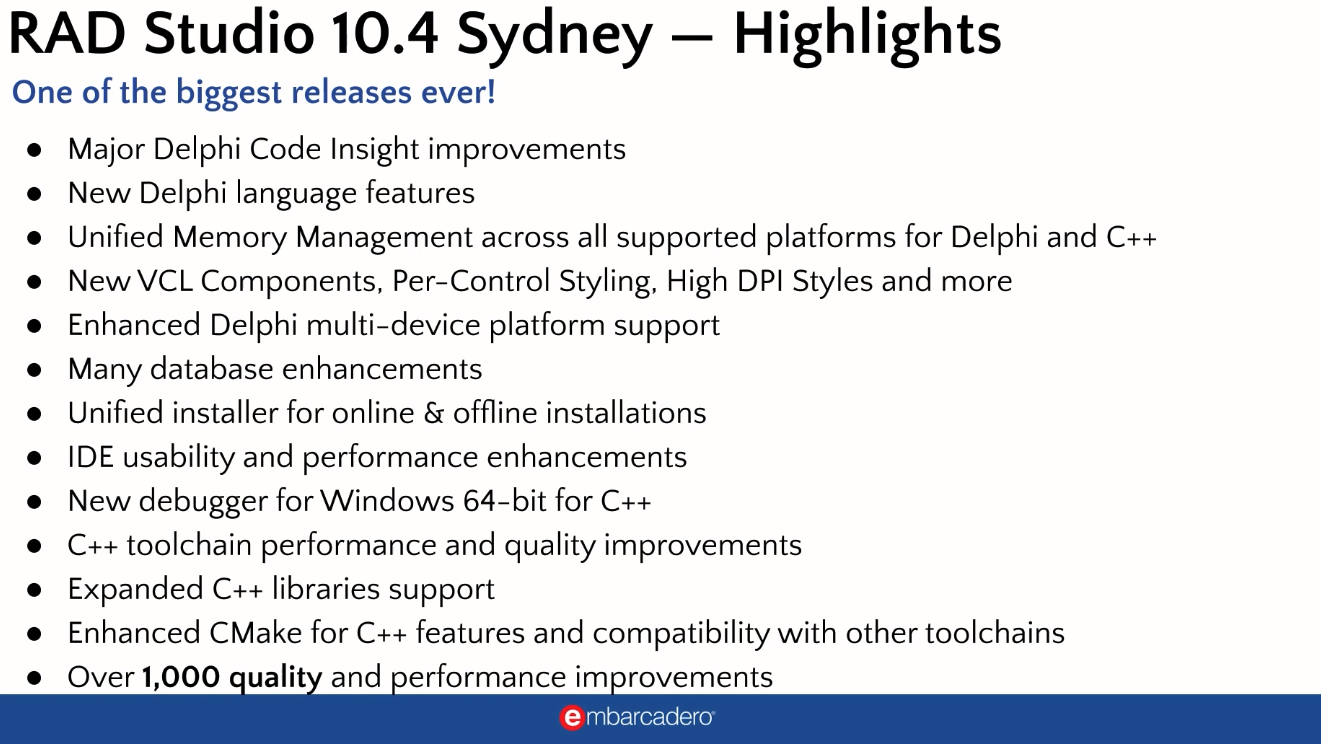 RAD Studio 10.4 Sydney — Highlights
One of the biggest releases ever!
● Major Delphi Code Insight improvements
● New Delphi language features
● Unified Memory Management across all supported platforms for Delphi and C++
● New VCL Components, Per-Control Styling, High DPI Styles and more
● Enhanced Delphi multi-device platform support
● Many database enhancements
● Unified installer for online & offline installations
● IDE usability and performance enhancements
● New debugger for Windows 64-bit for C++
● C++ toolchain performance and quality improvements
● Expanded C++ libraries support
● Enhanced CMake for C++ features and compatibility with other toolchains
● Over 1,000 quality and performance improvements
embarcadero®